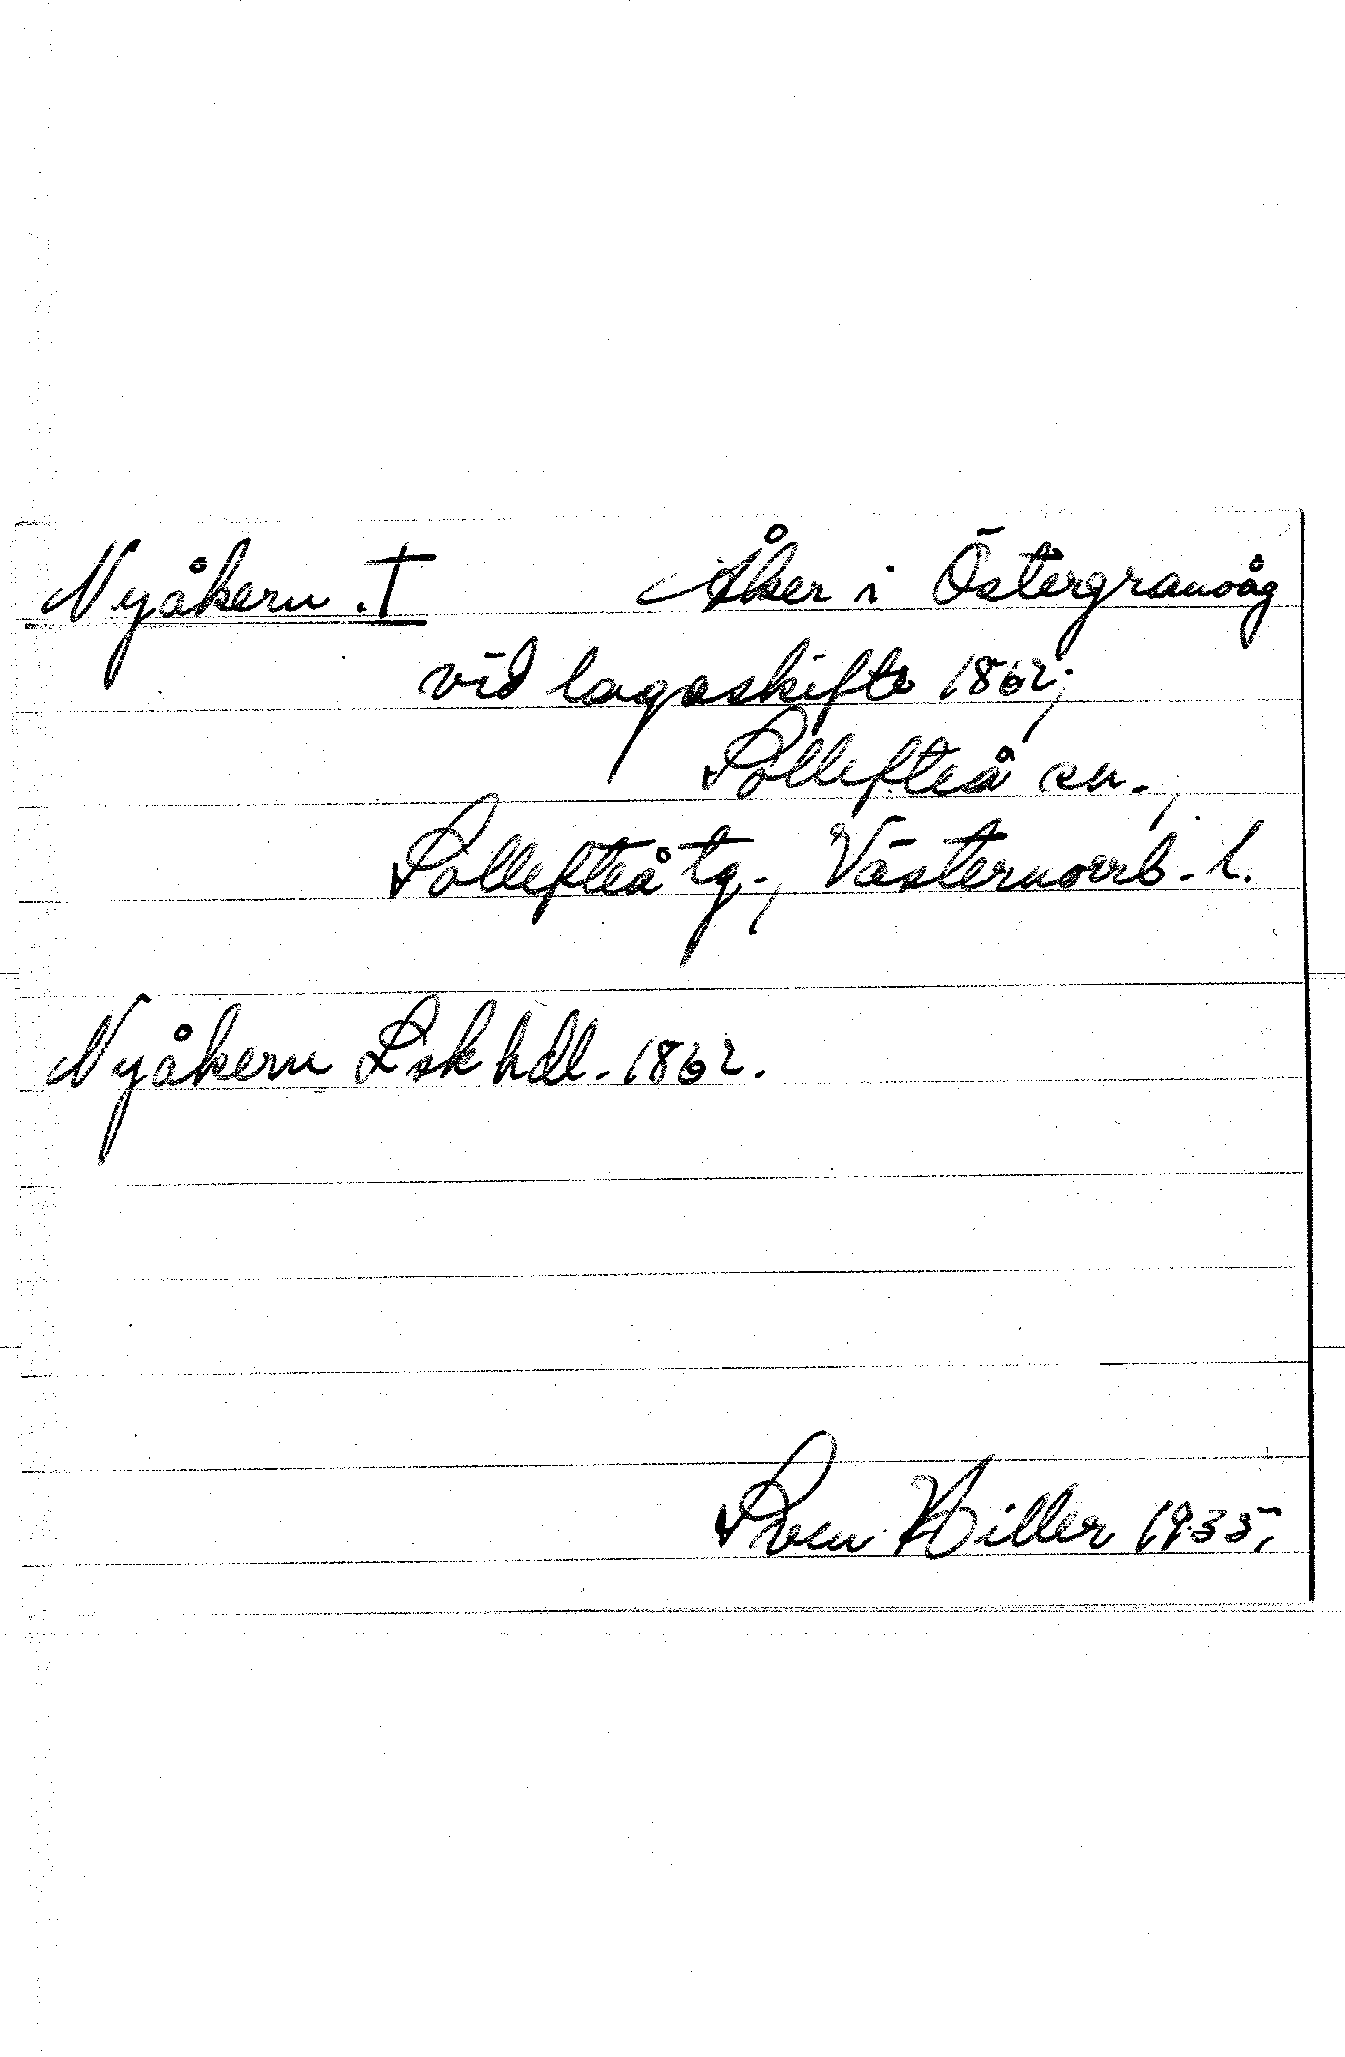 Nyåkern. † Åker i Östergranvåg
vid lagaskifte 1862;
Sollefteå sn.,
Sollefteå tg., Västernorrl. l.
Nyåkern Lskhdl. 1862.
Sven Hiller 1935.